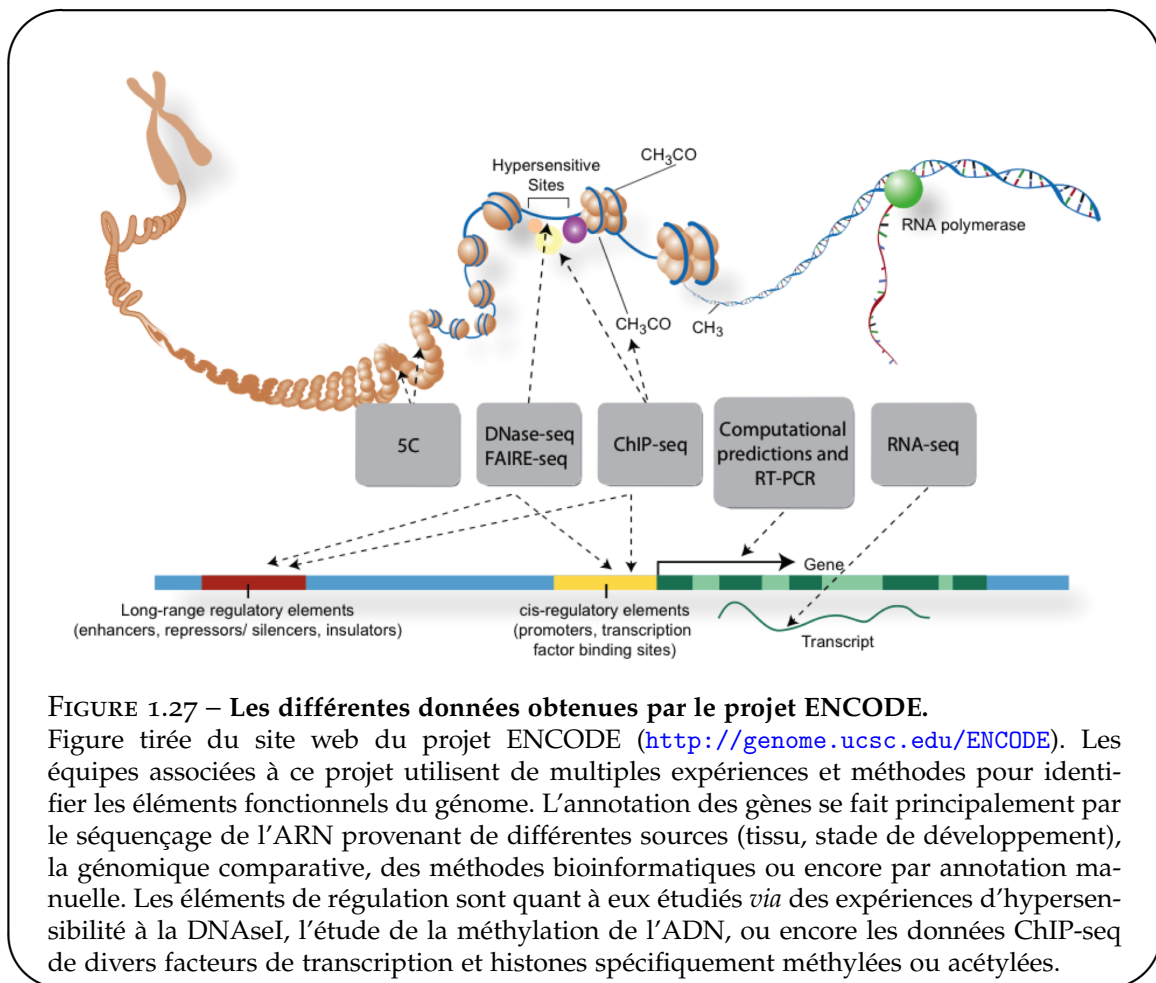 Hypersensitive
Sites
CH₃CO
RNA polymerase
CH₃CO
CH₃
5C
DNase-seq
FAIRE-seq
ChIP-seq
Computational
predictions and
RT-PCR
RNA-seq
Gene
Long-range regulatory elements
(enhancers, repressors/ silencers, insulators)
cis-regulatory elements
(promoters, transcription
factor binding sites)
Transcript
FIGURE 1.27 – Les différentes données obtenues par le projet ENCODE.
Figure tirée du site web du projet ENCODE (http://genome.ucsc.edu/ENCODE). Les
équipes associées à ce projet utilisent de multiples expériences et méthodes pour identi-
fier les éléments fonctionnels du génome. L'annotation des gènes se fait principalement par
le séquençage de l'ARN provenant de différentes sources (tissu, stade de développement),
la génomique comparative, des méthodes bioinformatiques ou encore par annotation ma-
nuelle. Les éléments de régulation sont quant à eux étudiés via des expériences d'hypersen-
sibilité à la DNAseI, l'étude de la méthylation de l'ADN, ou encore les données ChIP-seq
de divers facteurs de transcription et histones spécifiquement méthylées ou acétylées.